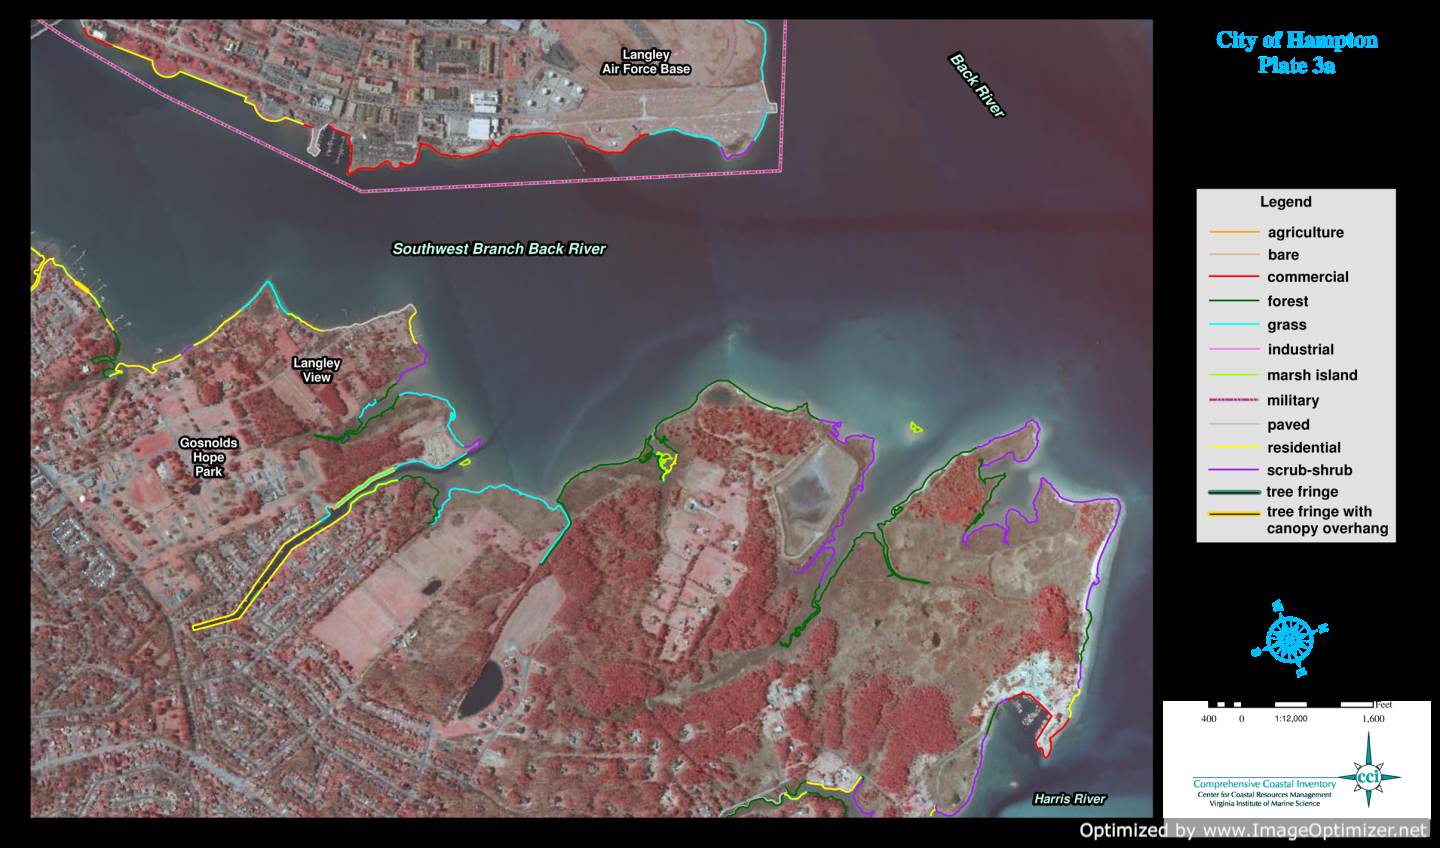 City of Hampton
Plate 3a
Langley
Air Force Base
Back River
Southwest Branch Back River
Langley
View
Gosnolds
Hope
Park
Harris River
Legend
agriculture
bare
commercial
forest
grass
industrial
marsh island
military
paved
residential
scrub-shrub
tree fringe
tree fringe with
canopy overhang
Feet
400 0 1:12,000 1,600
Comprehensive Coastal Inventory
Center for Coastal Resources Management
Virginia Institute of Marine Science
cci
Optimized by www.ImageOptimizer.net